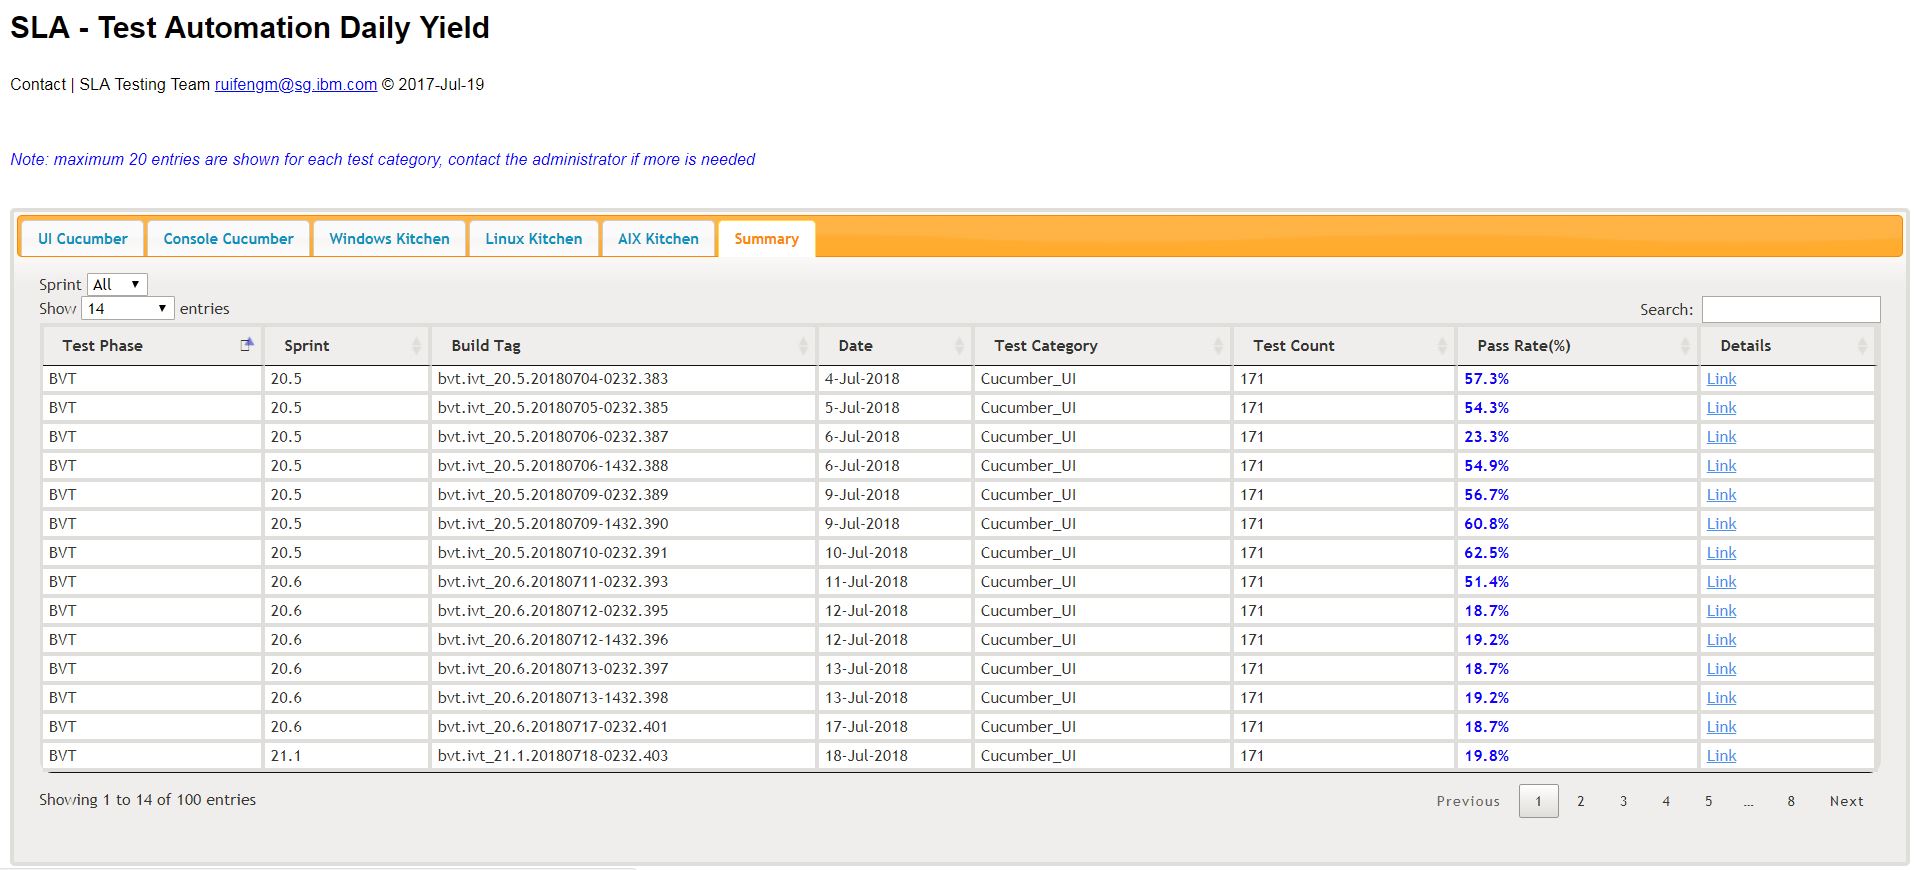 SLA - Test Automation Daily Yield
Contact | SLA Testing Team ruifengm@sg.ibm.com © 2017-Jul-19
Note: maximum 20 entries are shown for each test category, contact the administrator if more is needed
UI Cucumber Console Cucumber Windows Kitchen Linux Kitchen AIX Kitchen Summary
Sprint All
Show 14 entries Search:
Test Phase Sprint Build Tag Date Test Category Test Count Pass Rate(%) Details
BVT 20.5 bvt.ivt_20.5.20180704-0232.383 4-Jul-2018 Cucumber_UI 171 57.3% Link
BVT 20.5 bvt.ivt_20.5.20180705-0232.385 5-Jul-2018 Cucumber_UI 171 54.3% Link
BVT 20.5 bvt.ivt_20.5.20180706-0232.387 6-Jul-2018 Cucumber_UI 171 23.3% Link
BVT 20.5 bvt.ivt_20.5.20180706-1432.388 6-Jul-2018 Cucumber_UI 171 54.9% Link
BVT 20.5 bvt.ivt_20.5.20180709-0232.389 9-Jul-2018 Cucumber_UI 171 56.7% Link
BVT 20.5 bvt.ivt_20.5.20180709-1432.390 9-Jul-2018 Cucumber_UI 171 60.8% Link
BVT 20.5 bvt.ivt_20.5.20180710-0232.391 10-Jul-2018 Cucumber_UI 171 62.5% Link
BVT 20.6 bvt.ivt_20.6.20180711-0232.393 11-Jul-2018 Cucumber_UI 171 51.4% Link
BVT 20.6 bvt.ivt_20.6.20180712-0232.395 12-Jul-2018 Cucumber_UI 171 18.7% Link
BVT 20.6 bvt.ivt_20.6.20180712-1432.396 12-Jul-2018 Cucumber_UI 171 19.2% Link
BVT 20.6 bvt.ivt_20.6.20180713-0232.397 13-Jul-2018 Cucumber_UI 171 18.7% Link
BVT 20.6 bvt.ivt_20.6.20180713-1432.398 13-Jul-2018 Cucumber_UI 171 19.2% Link
BVT 20.6 bvt.ivt_20.6.20180717-0232.401 17-Jul-2018 Cucumber_UI 171 18.7% Link
BVT 21.1 bvt.ivt_21.1.20180718-0232.403 18-Jul-2018 Cucumber_UI 171 19.8% Link
Showing 1 to 14 of 100 entries Previous 1 2 3 4 5 … 8 Next